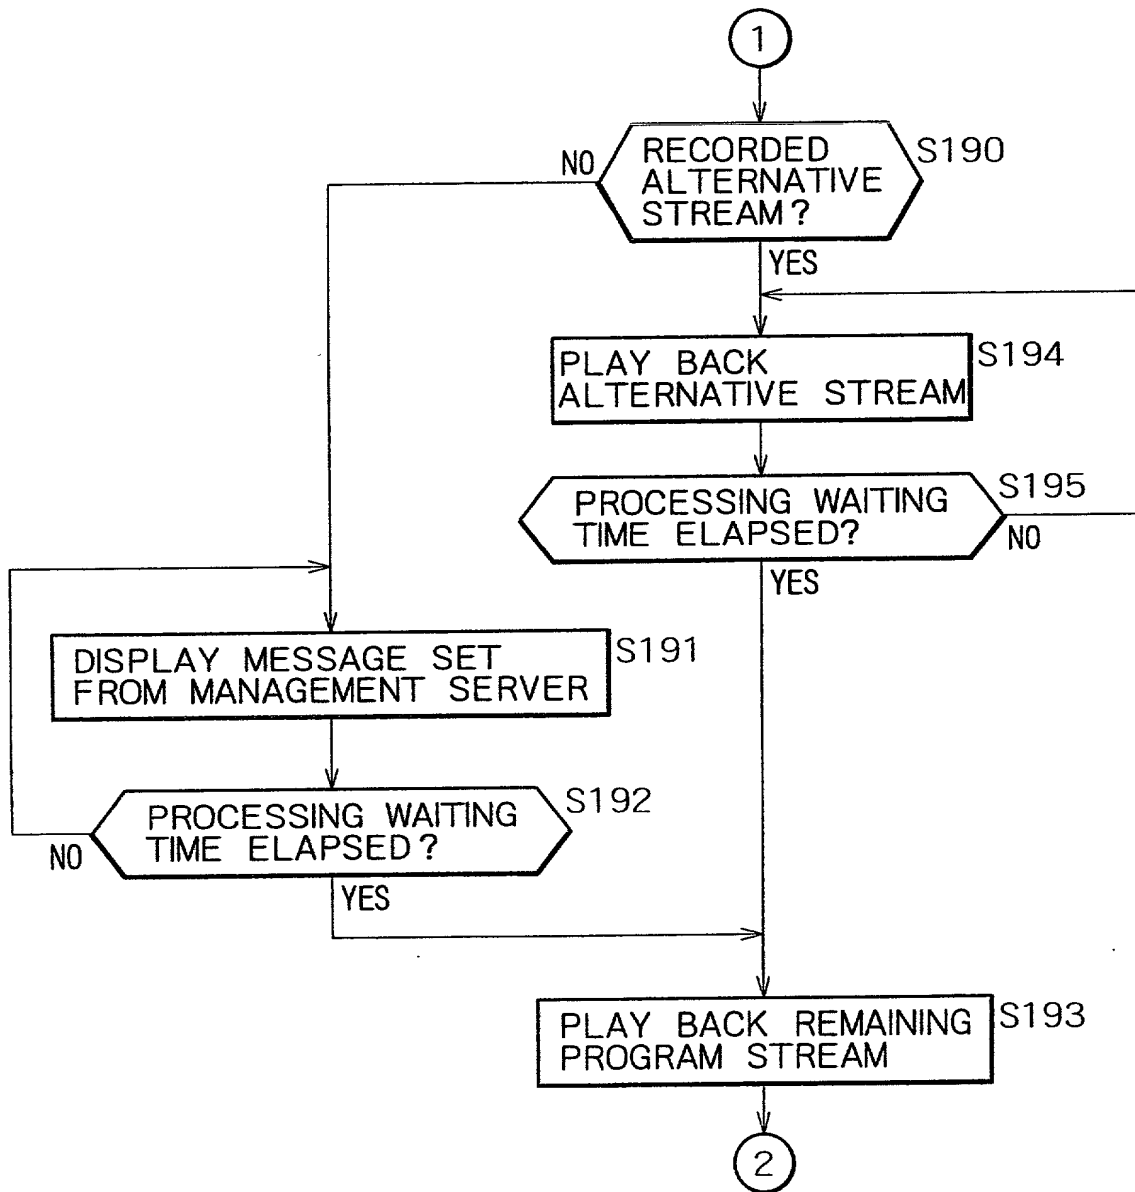 1
RECORDED
ALTERNATIVE
STREAM?
S190
NO
YES
PLAY BACK
ALTERNATIVE STREAM
S194
PROCESSING WAITING
TIME ELAPSED?
S195
NO
YES
DISPLAY MESSAGE SET
FROM MANAGEMENT SERVER
S191
PROCESSING WAITING
TIME ELAPSED?
S192
NO
YES
PLAY BACK REMAINING
PROGRAM STREAM
S193
2